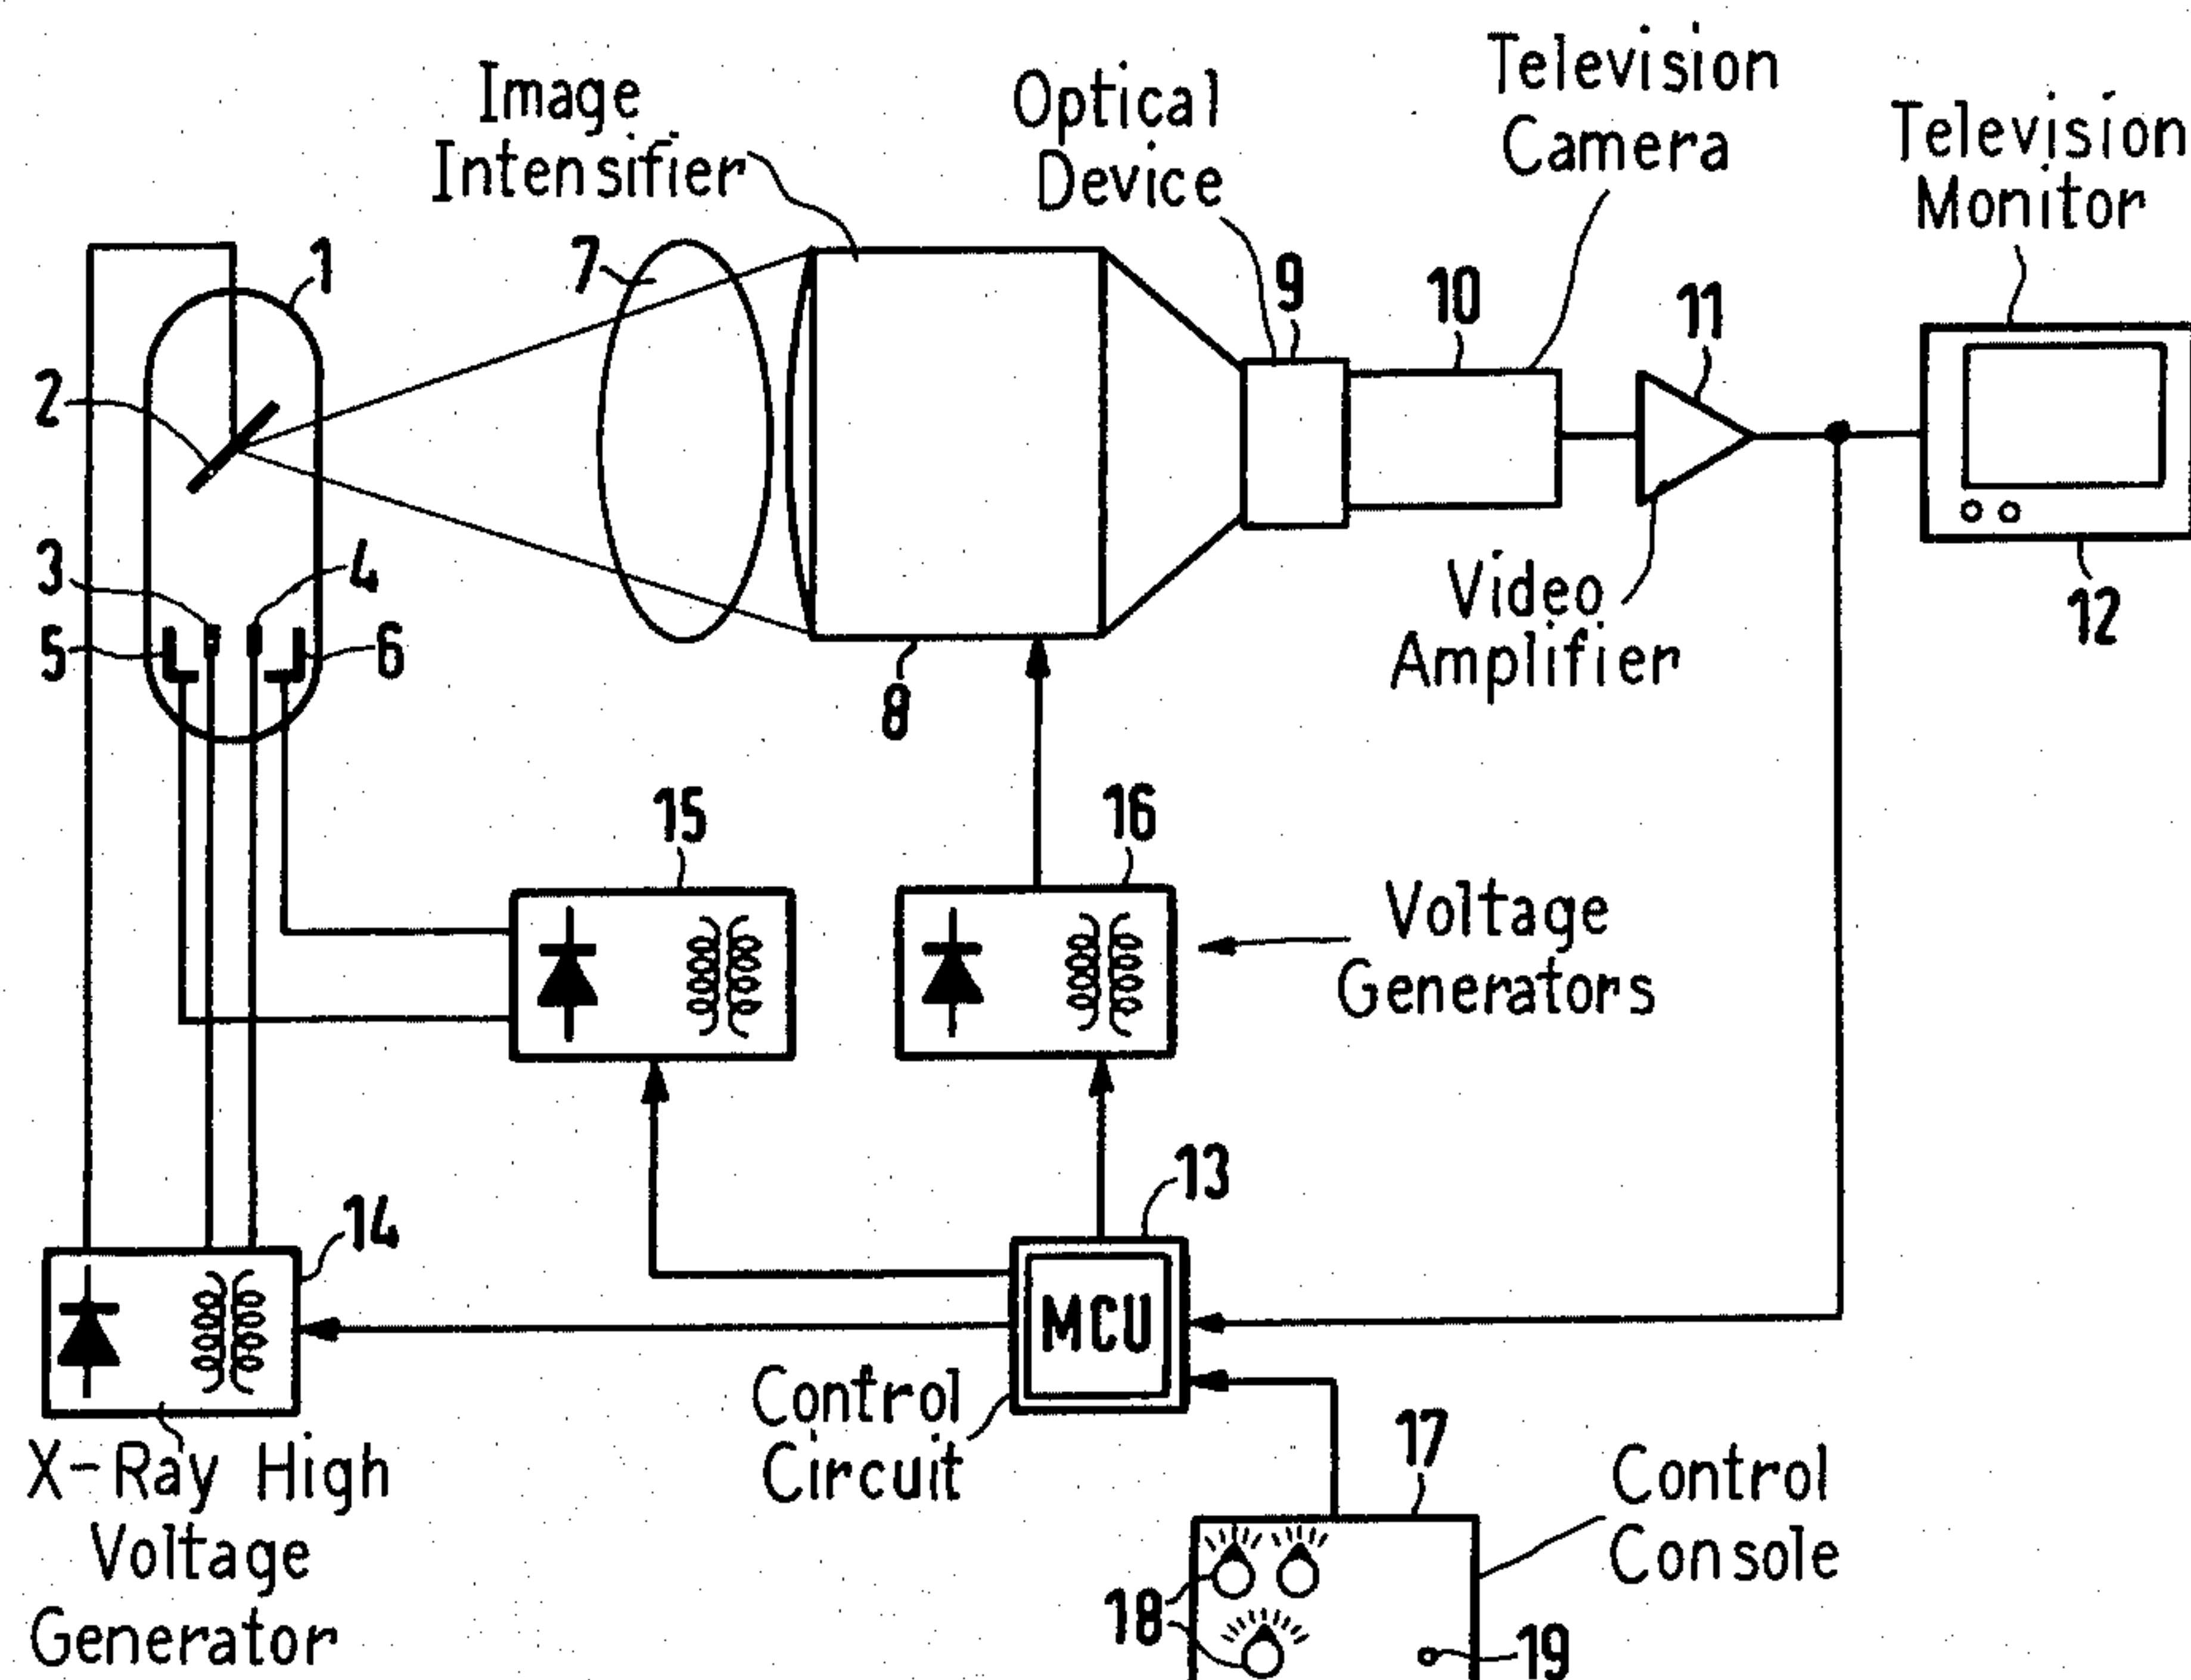 Image
Intensifier
Optical
Device
Television
Camera
Television
Monitor
1
7
9
10
11
2
3
4
5
6
8
Video
Amplifier
12
15
16
Voltage
Generators
13
14
MCU
Control
Circuit
X-Ray High
Voltage
Generator
17
Control
Console
18
19